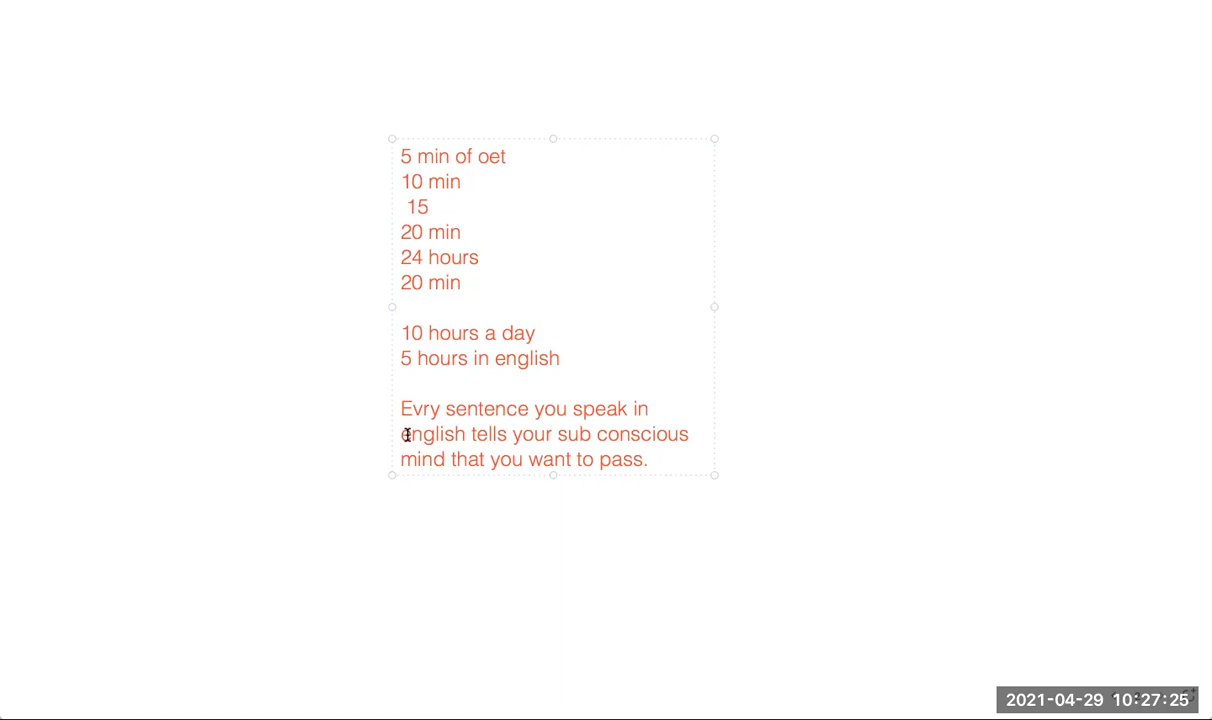 5 min of oet
10 min
15
20 min
24 hours
20 min
10 hours a day
5 hours in english
Evry sentence you speak in
english tells your sub conscious
mind that you want to pass.
2021-04-29 10:27:25